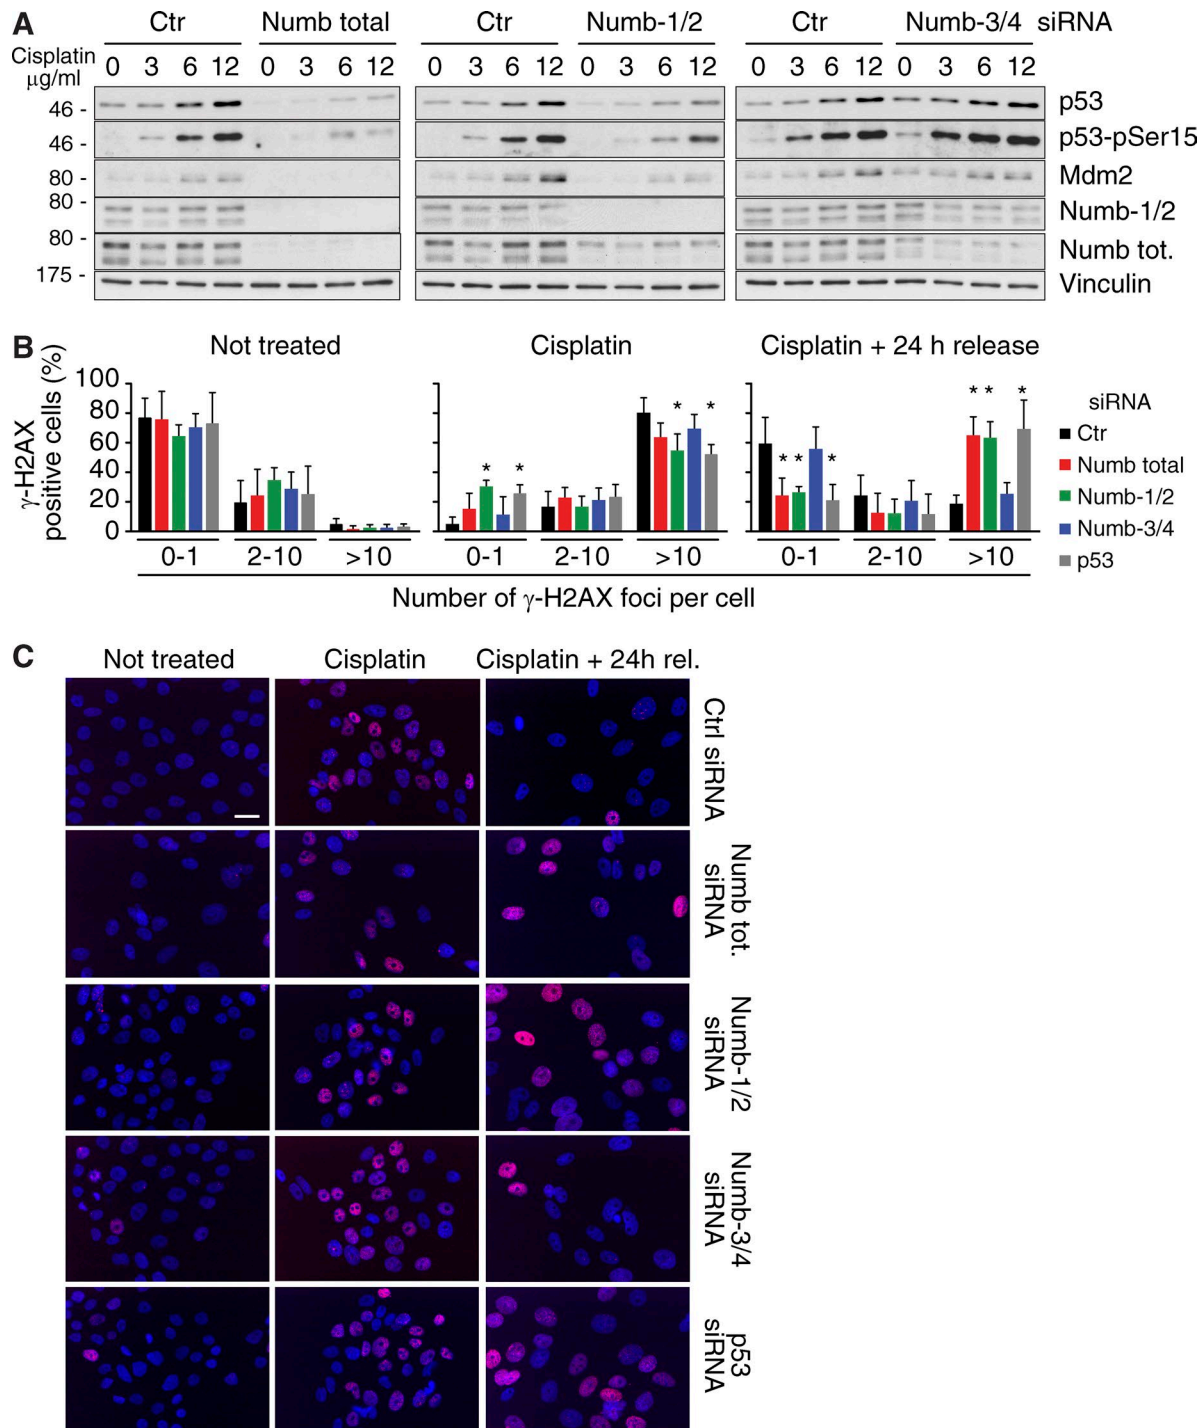 A
Ctr Numb total Ctr Numb-1/2 Ctr Numb-3/4 siRNA
Cisplatin
μg/ml
0 3 6 12 0 3 6 12 0 3 6 12 0 3 6 12 0 3 6 12 0 3 6 12
46 - p53
46 - p53-pSer15
80 - Mdm2
80 - Numb-1/2
80 - Numb tot.
175 - Vinculin
B
Not treated Cisplatin Cisplatin + 24 h release
γ-H2AX
positive cells (%)
100
80
60
40
20
0
* * * *
* * * * * * *
0-1 2-10 >10 0-1 2-10 >10 0-1 2-10 >10
Number of γ-H2AX foci per cell
siRNA
Ctr
Numb total
Numb-1/2
Numb-3/4
p53
C
Not treated Cisplatin Cisplatin + 24h rel.
Ctrl siRNA
Numb tot.
siRNA
Numb-1/2
siRNA
Numb-3/4
siRNA
p53
siRNA